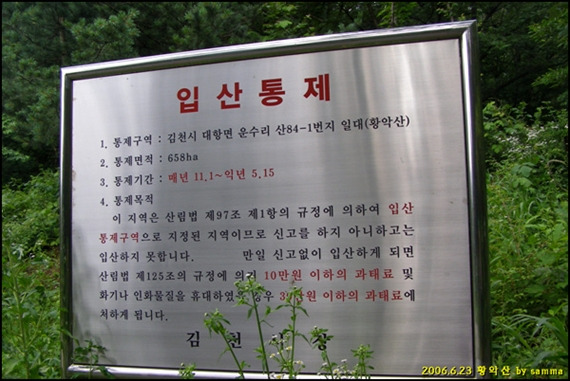 입산통제
1. 통제구역 : 김천시 대항면 운수리 산84-1번지 일대(황악산)
2. 통제면적 : 658ha
3. 통제기간 : 매년 11.1~익년 5.15
4. 통제목적
이 지역은 산림법 제97조 제1항의 규정에 의하여 입산
통제구역으로 지정된 지역이므로 신고를 하지 아니하고는
입산하지 못합니다. 만일 신고없이 입산하게 되면
산림법 제125조의 규정에 의거 10만원 이하의 과태료 및
화기나 인화물질을 휴대하였을 경우 이하의 과태료에
처하게 됩니다.
김 천 시 장
2006.6.23 황악산 by samma